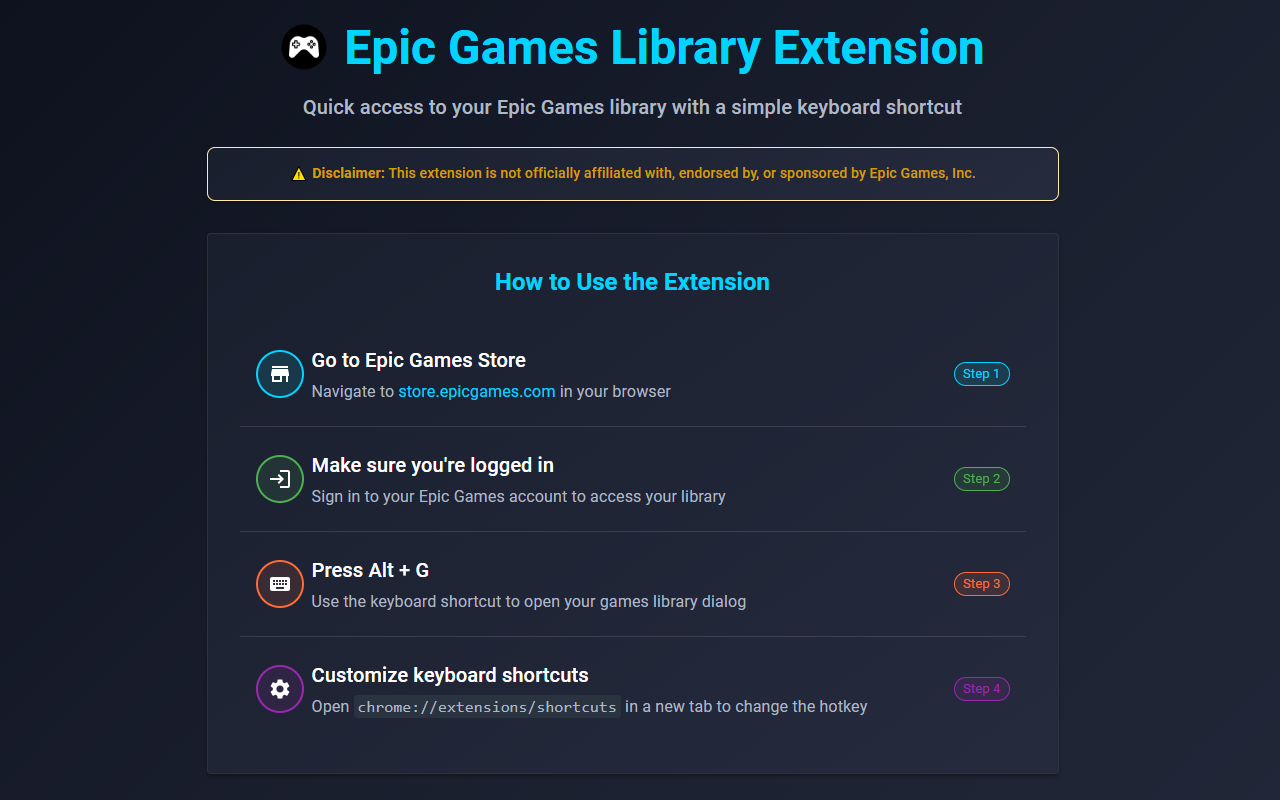 Epic Games Library Extension
Quick access to your Epic Games library with a simple keyboard shortcut
⚠️ Disclaimer: This extension is not officially affiliated with, endorsed by, or sponsored by Epic Games, Inc.
How to Use the Extension
Go to Epic Games Store
Navigate to store.epicgames.com in your browser
Step 1
Make sure you're logged in
Sign in to your Epic Games account to access your library
Step 2
Press Alt + G
Use the keyboard shortcut to open your games library dialog
Step 3
Customize keyboard shortcuts
Open chrome://extensions/shortcuts in a new tab to change the hotkey
Step 4